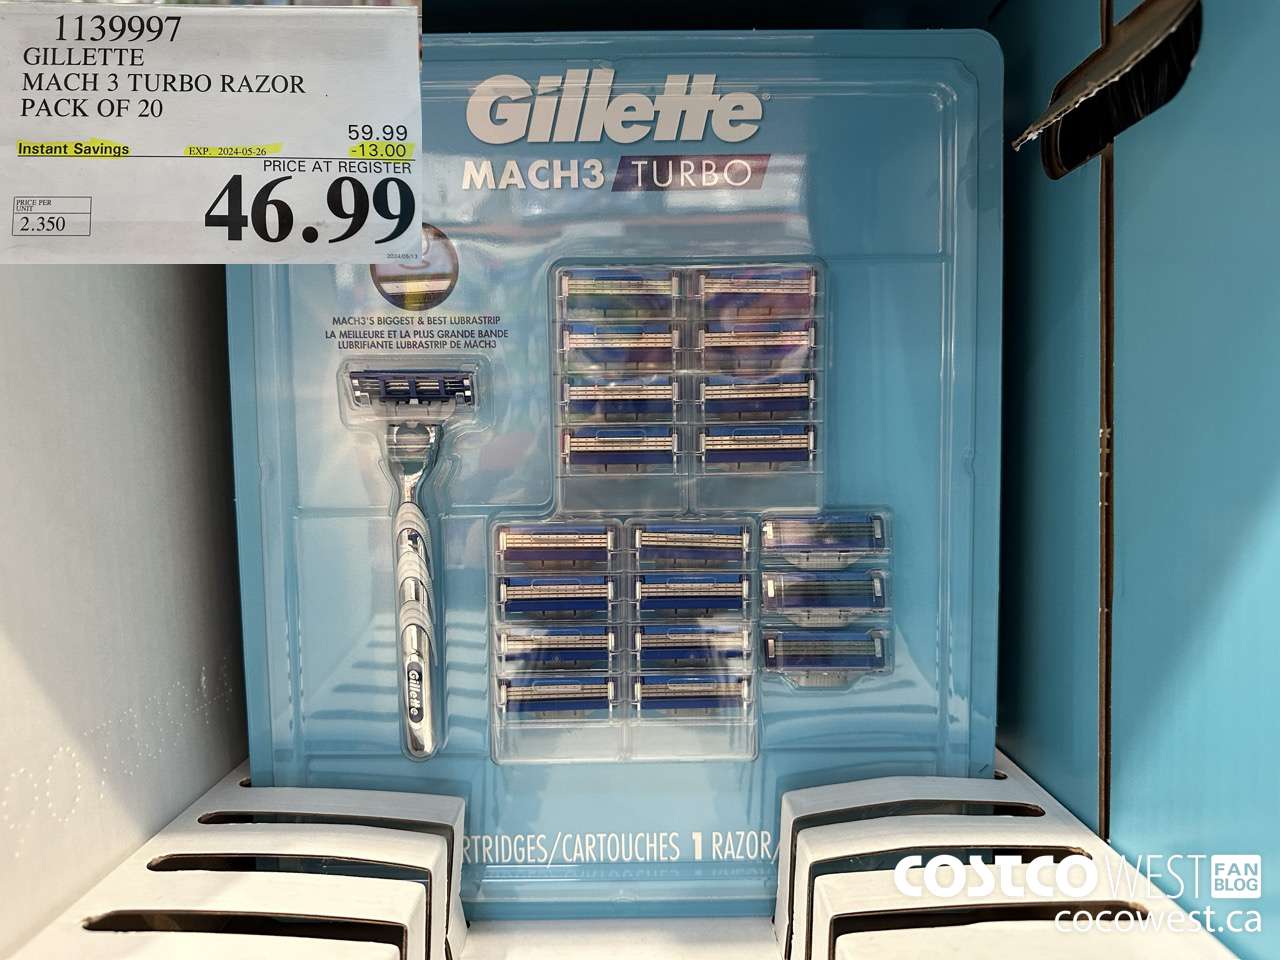 1139997
GILLETTE
MACH 3 TURBO RAZOR
PACK OF 20
59.99
Instant Savings EXP. 2024-05-26 -13.00
PRICE AT REGISTER
46.99
PRICE PER
UNIT
2.350
2024/05/13
Gillette
MACH3 TURBO
MACH3'S BIGGEST & BEST LUBRASTRIP
LA MEILLEURE ET LA PLUS GRANDE BANDE
LUBRIFIANTE LUBRASTRIP DE MACH3
Gillette
RTRIDGES/CARTOUCHES 1 RAZOR/
COSTCO WEST FAN
BLOG
cocowest.ca